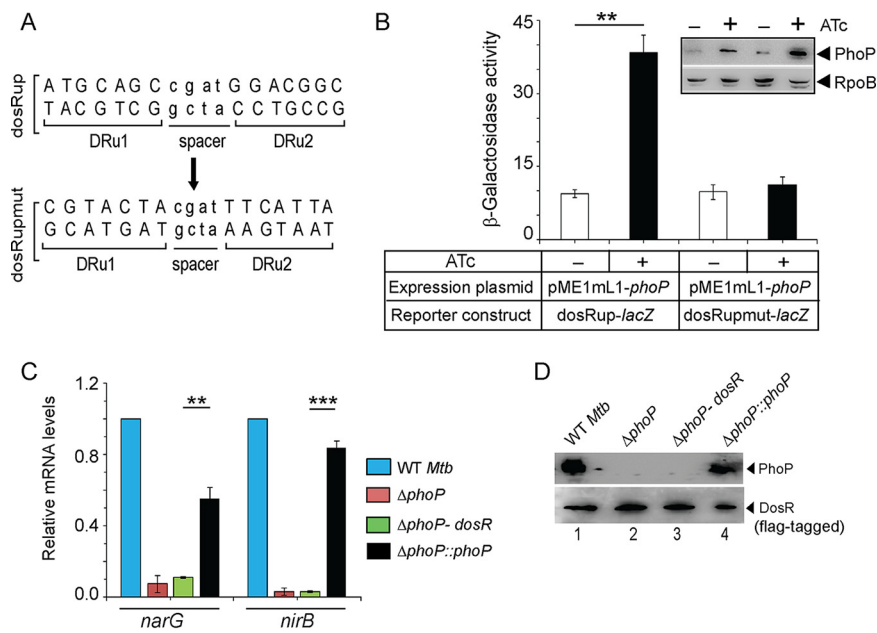 A
dosRup
A T G C A G C c g a t G G A C G G C
T A C G T C G g c t a C C T G C C G
DRu1 spacer DRu2
dosRupmut
C G T A C T A c g a t T T C A T T A
G C A T G A T g c t a A A G T A A T
DRu1 spacer DRu2
B
β-Galactosidase activity
45
30
15
0
**
– + – + ATc
PhoP
RpoB
ATc – + – +
Expression plasmid pME1mL1-phoP pME1mL1-phoP
Reporter construct dosRup-lacZ dosRupmut-lacZ
C
Relative mRNA levels
1.2
0.8
0.4
0.0
** ***
narG nirB
WT Mtb
ΔphoP
ΔphoP- dosR
ΔphoP::phoP
D
WT Mtb
ΔphoP
ΔphoP- dosR
ΔphoP::phoP
PhoP
DosR
(flag-tagged)
1 2 3 4